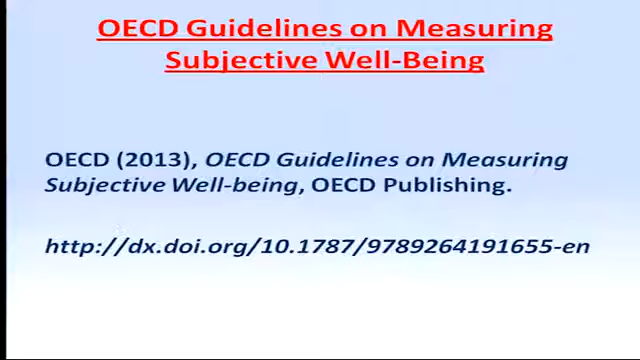 OECD Guidelines on Measuring
Subjective Well-Being
OECD (2013), OECD Guidelines on Measuring
Subjective Well-being, OECD Publishing.
http://dx.doi.org/10.1787/9789264191655-en